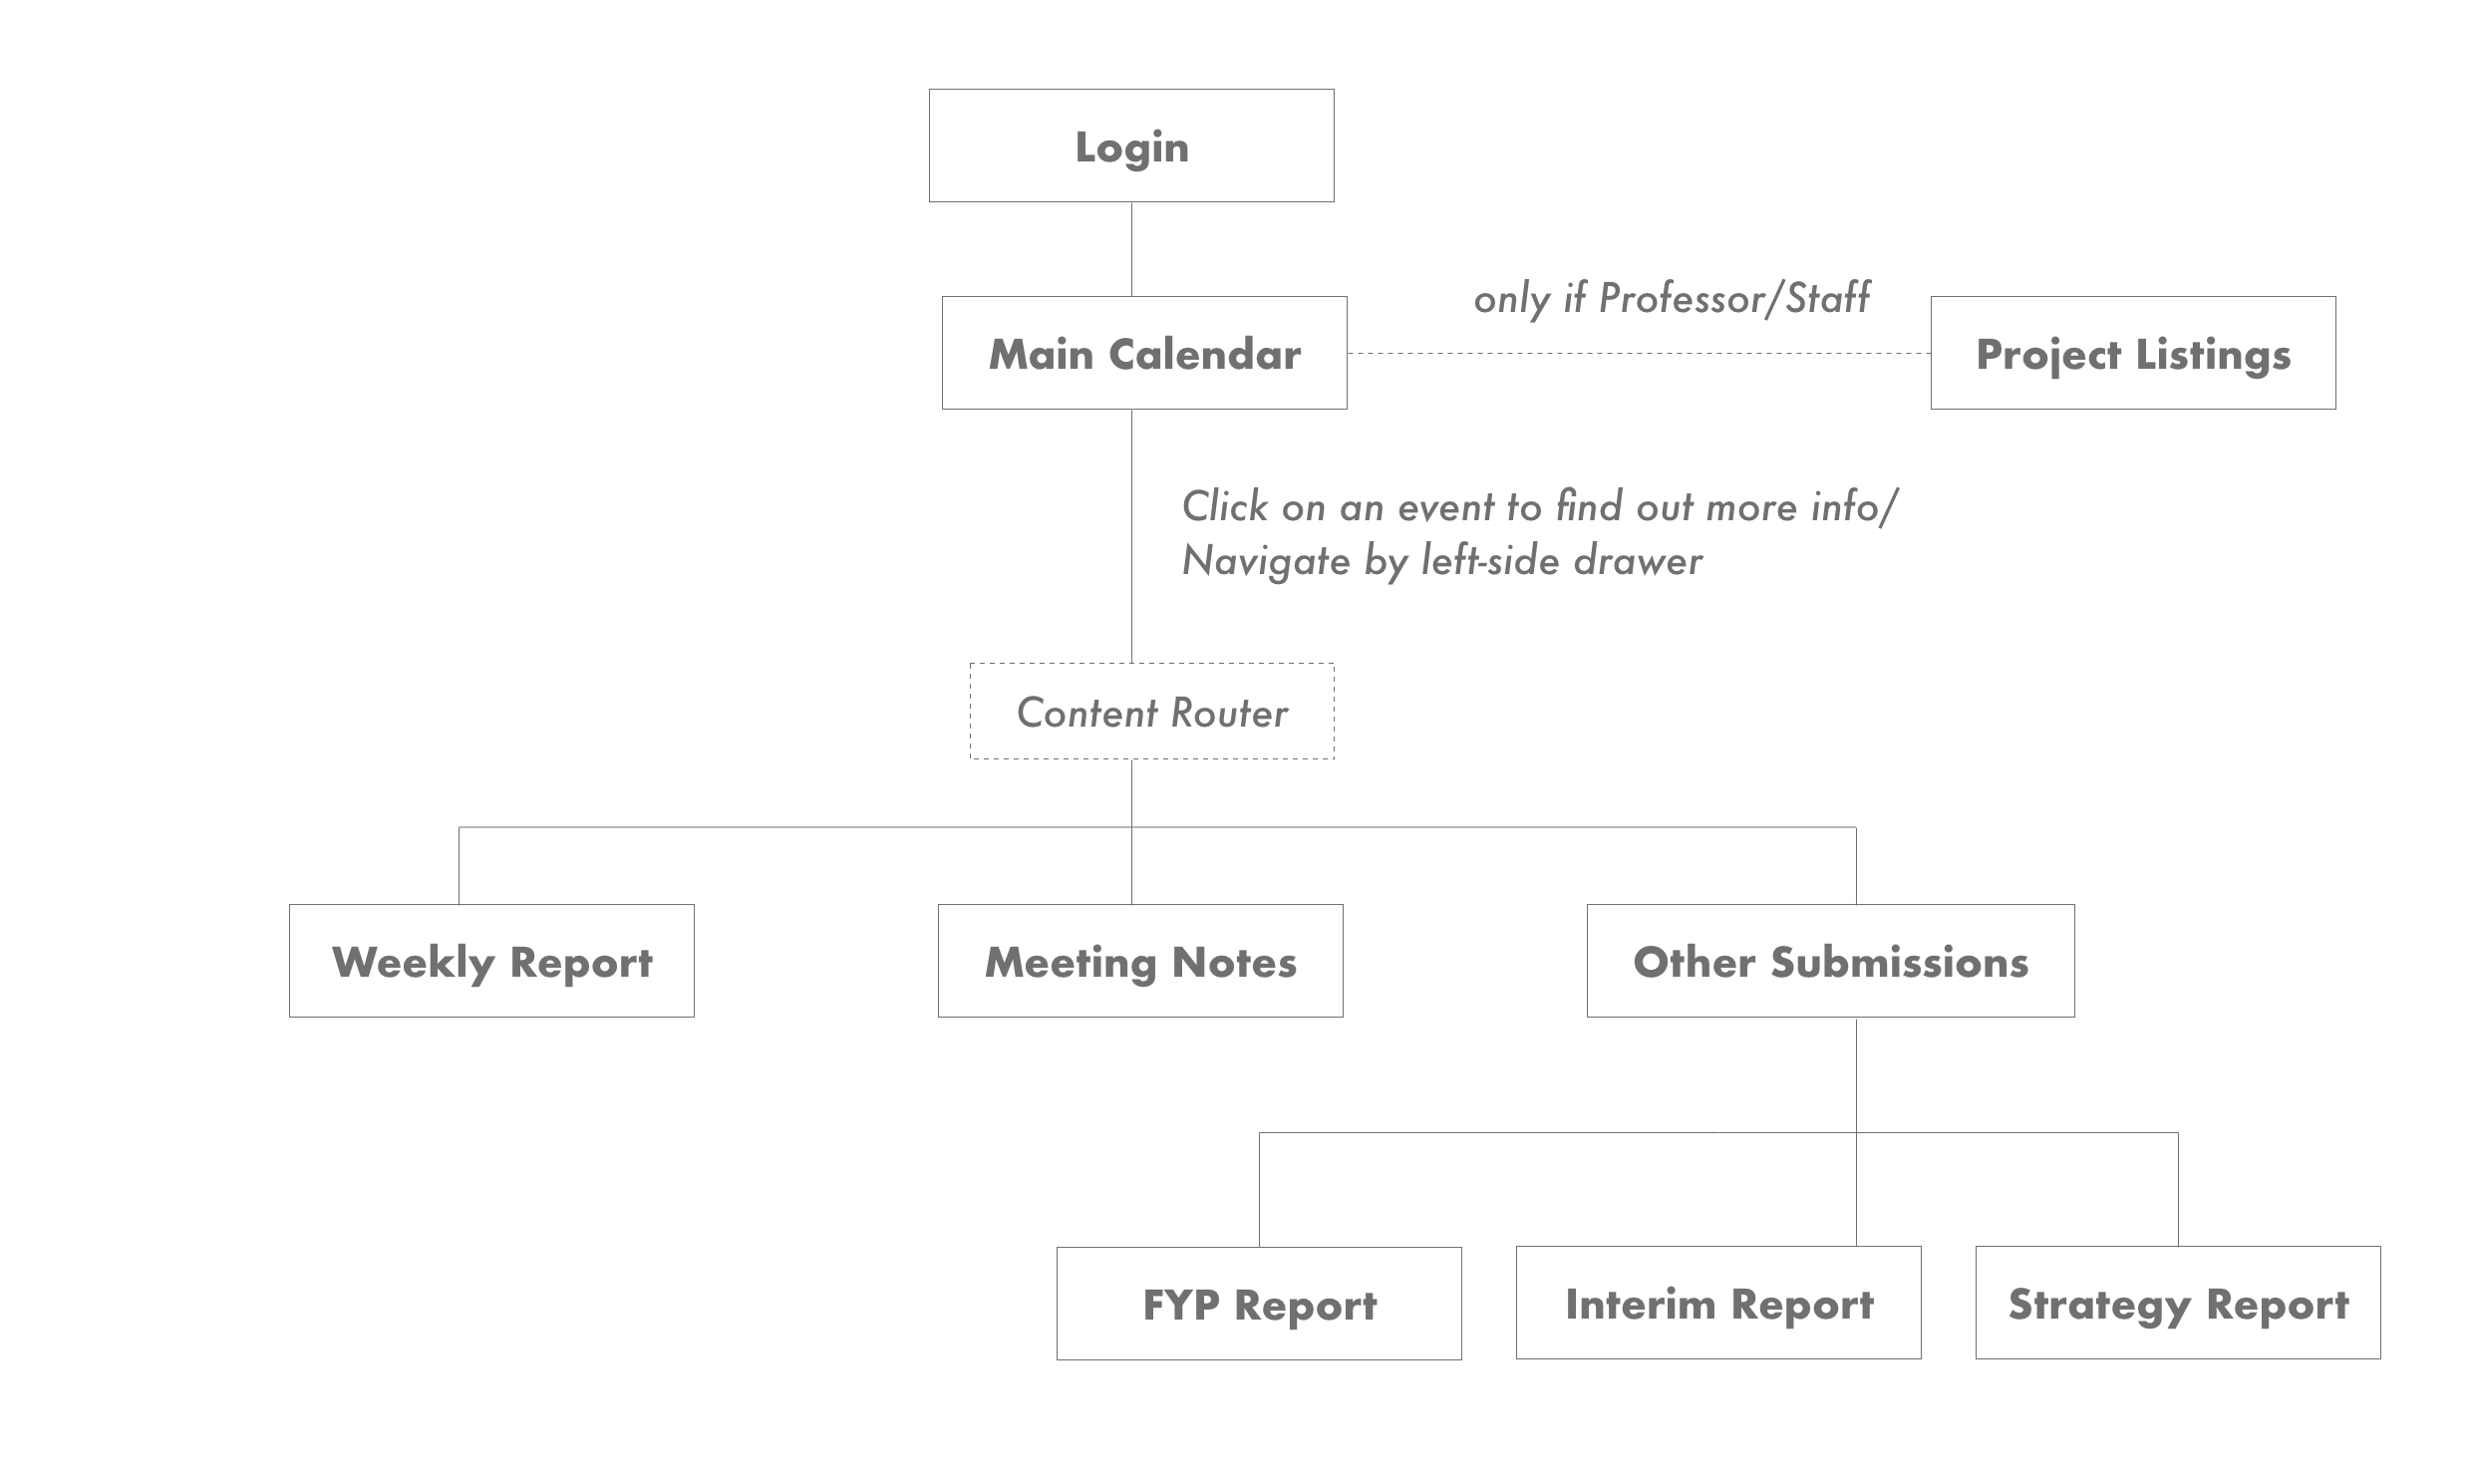 Login
only if Professor/Staff
Main Calendar
Project Listings
Click on an event to find out more info/
Navigate by left-side drawer
Content Router
Weekly Report
Meeting Notes
Other Submissions
FYP Report
Interim Report
Strategy Report